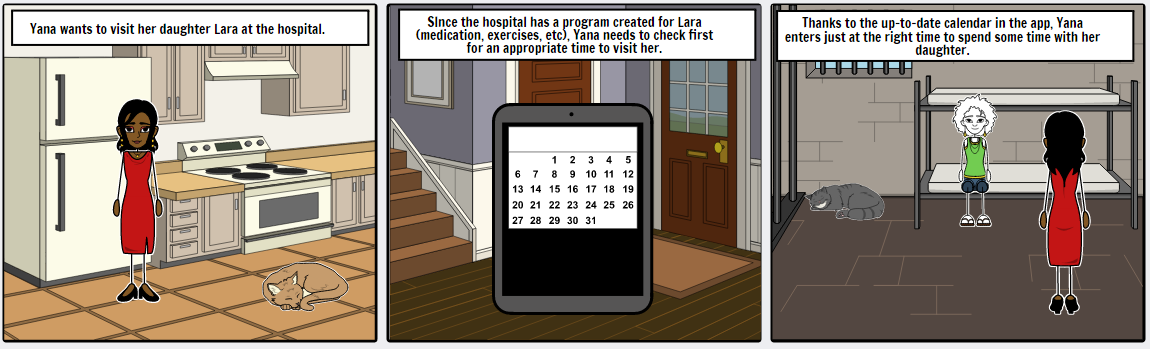 Yana wants to visit her daughter Lara at the hospital.
SInce the hospital has a program created for Lara
(medication, exercises, etc), Yana needs to check first
for an appropriate time to visit her.
1 2 3 4 5
6 7 8 9 10 11 12
13 14 15 16 17 18 19
20 21 22 23 24 25 26
27 28 29 30 31
Thanks to the up-to-date calendar in the app, Yana
enters just at the right time to spend some time with her
daughter.